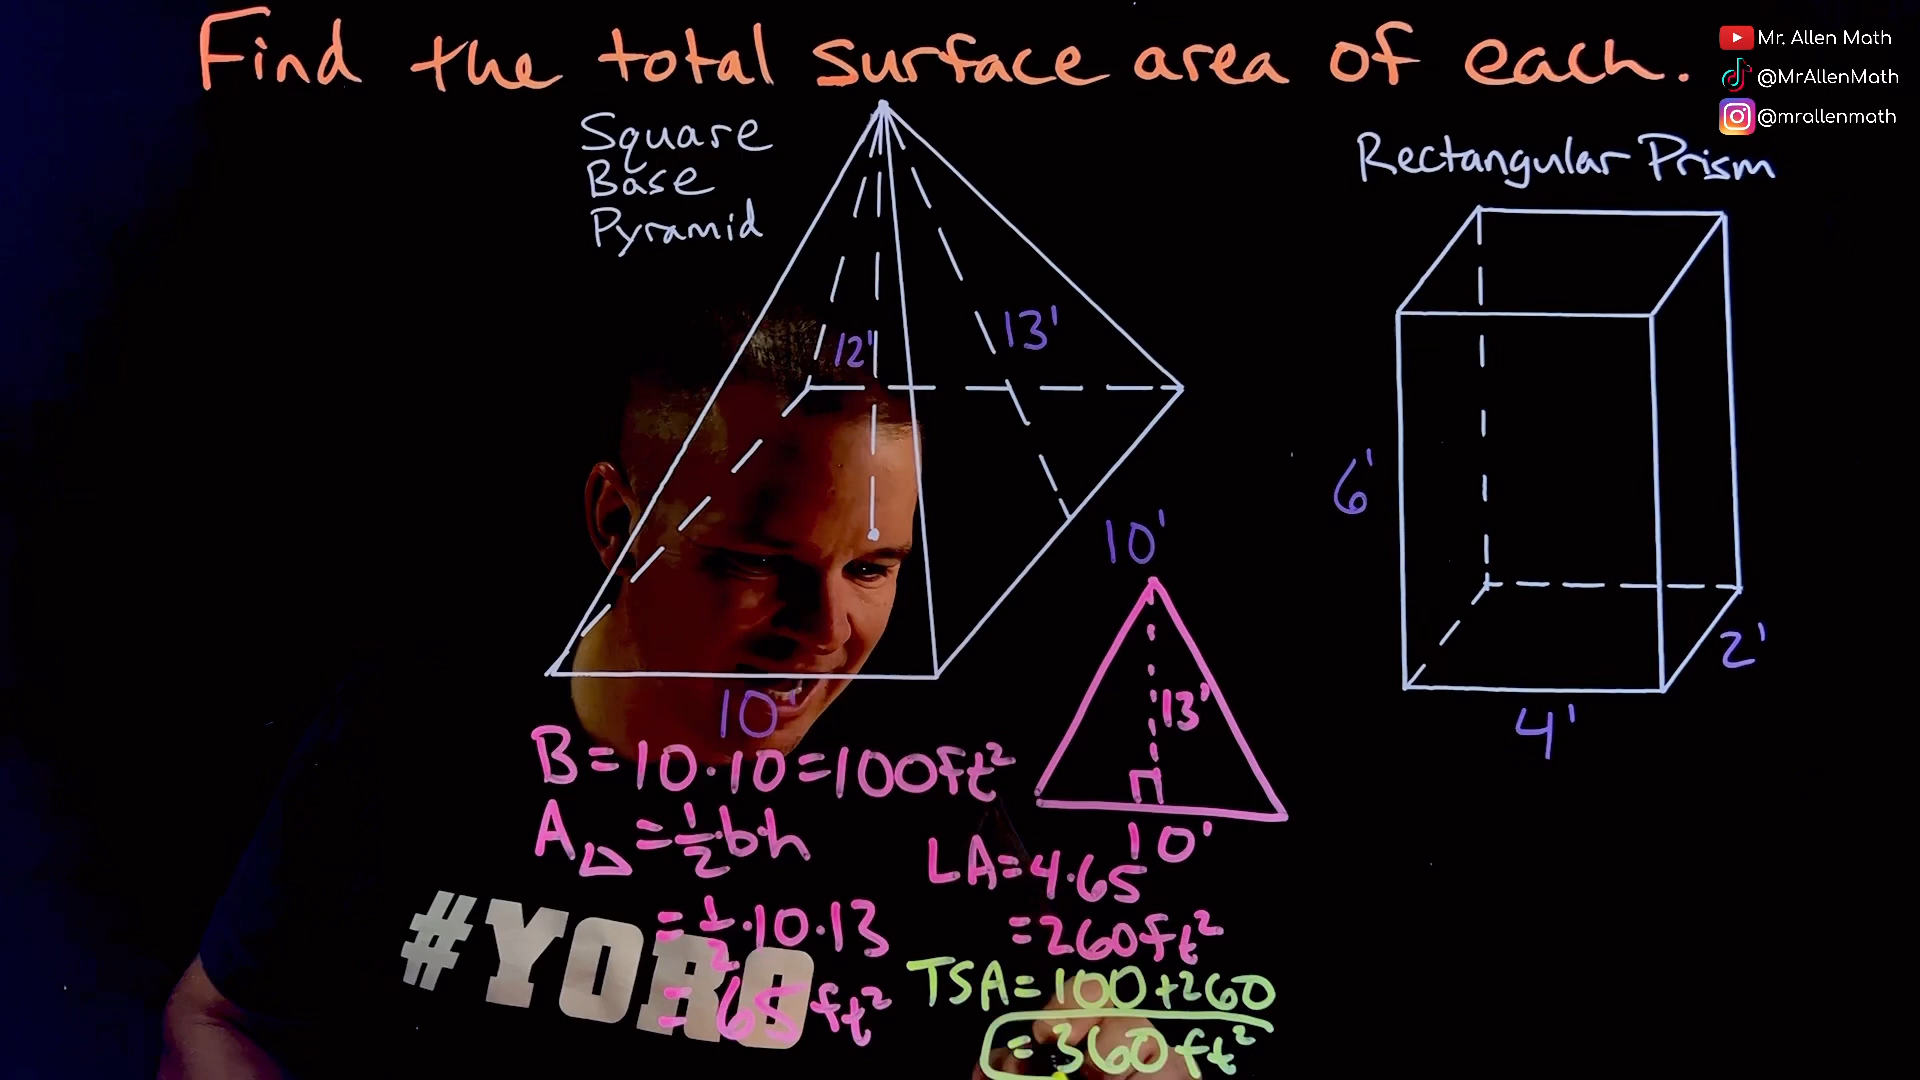 Find the total surface area of each.
Mr. Allen Math
@MrAllenMath
@mrallenmath
Square
Base
Pyramid
Rectangular Prism
12'
13'
10'
10'
6'
2'
4'
13'
10'
B=10·10=100ft²
A△=½·b·h
=½·10·13
=65ft²
LA=4·65
=260ft²
TSA=100+260
=360ft²
#YORO